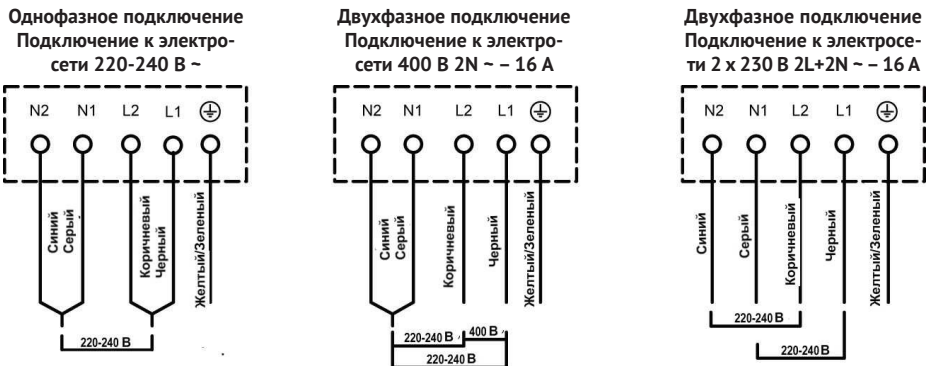 Однофазное подключение
Подключение к электро-
сети 220-240 В ~
N2 N1 L2 L1
Синий
Серый
Коричневый
Черный
Желтый/Зеленый
220-240 В
Двухфазное подключение
Подключение к электро-
сети 400 В 2N ~ – 16 А
N2 N1 L2 L1
Синий
Серый
Коричневый
Черный
Желтый/Зеленый
220-240 В
400 В
220-240 В
Двухфазное подключение
Подключение к электросе-
ти 2 х 230 В 2L+2N ~ – 16 А
N2 N1 L2 L1
Синий
Серый
Коричневый
Черный
Желтый/Зеленый
220-240 В
220-240 В